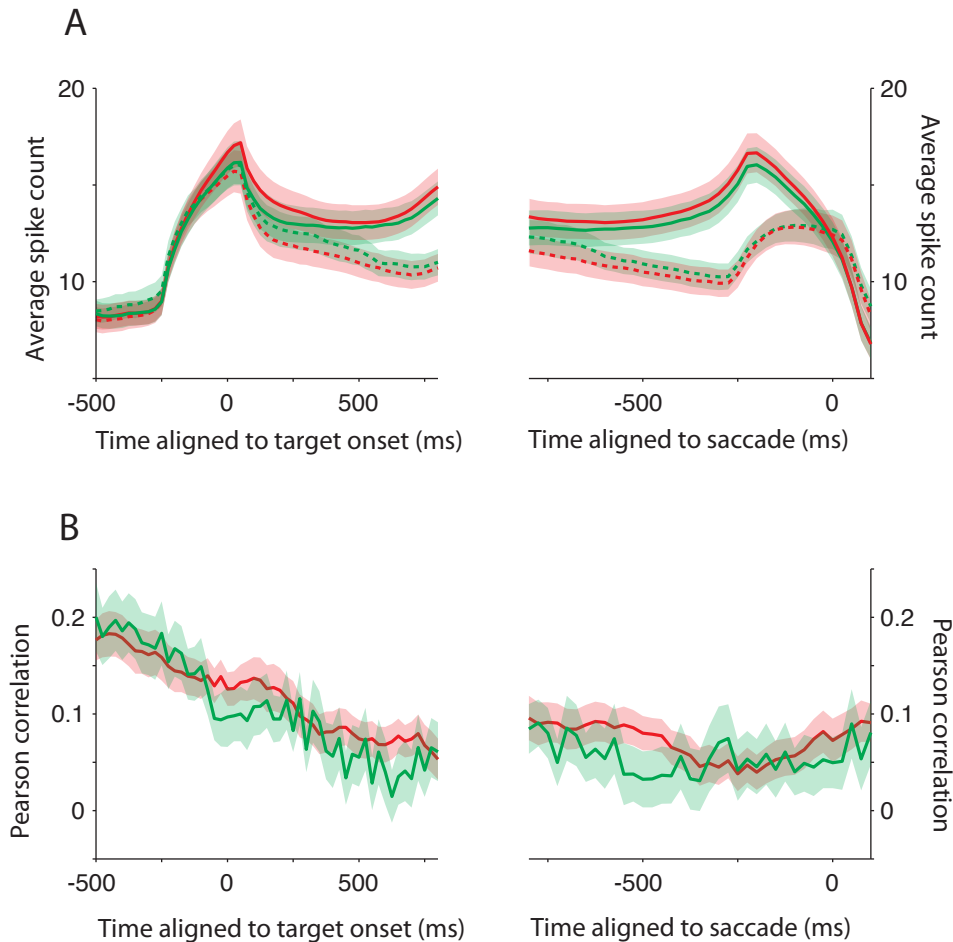 A
20
10
Average spike count
-500 0 500
Time aligned to target onset (ms)
20
10
Average spike count
-500 0
Time aligned to saccade (ms)
B
0.2
0.1
0
Pearson correlation
-500 0 500
Time aligned to target onset (ms)
0.2
0.1
0
Pearson correlation
-500 0
Time aligned to saccade (ms)